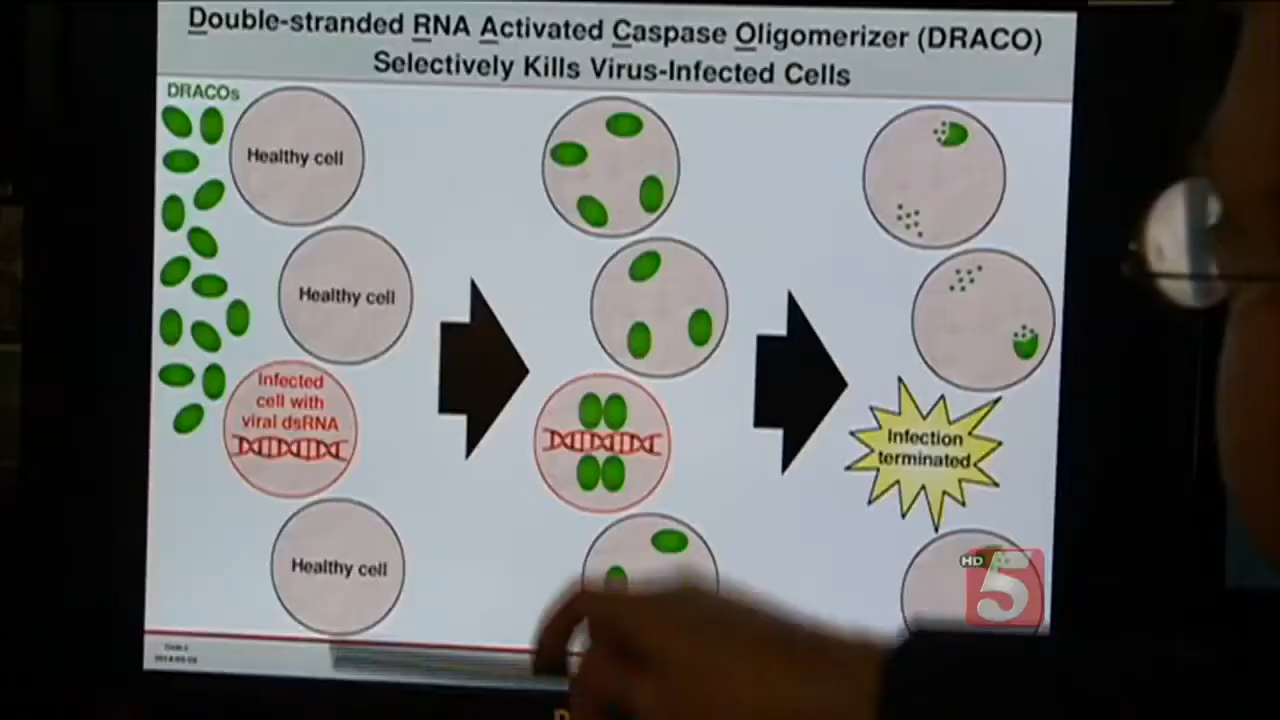 Double-stranded RNA Activated Caspase Oligomerizer (DRACO)
Selectively Kills Virus-Infected Cells
DRACOs
Healthy cell
Healthy cell
Infected
cell with
viral dsRNA
Healthy cell
Infection
terminated
HD
5